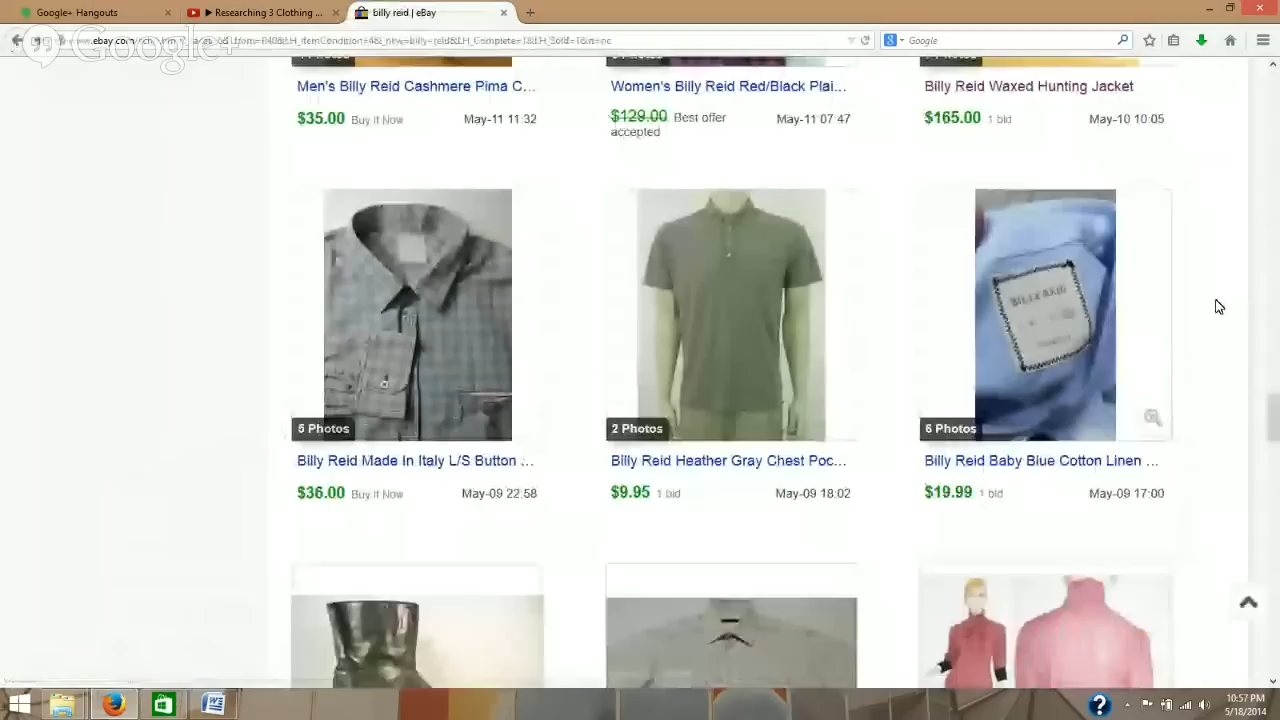 Google+ Hangouts
Researching 3 Clothing ...
billy reid | eBay
Google
Google+
Men's Billy Reid Cashmere Pima C...
$35.00 Buy It Now May-11 11:32
Women's Billy Reid Red/Black Plai...
$129.00 Best offer accepted May-11 07:47
Billy Reid Waxed Hunting Jacket
$165.00 1 bid May-10 10:05
BILLY REID
5 Photos
2 Photos
6 Photos
Billy Reid Made In Italy L/S Button ...
$36.00 Buy It Now May-09 22:58
Billy Reid Heather Gray Chest Poc...
$9.95 1 bid May-09 18:02
Billy Reid Baby Blue Cotton Linen ...
$19.99 1 bid May-09 17:00
10:57 PM
5/18/2014